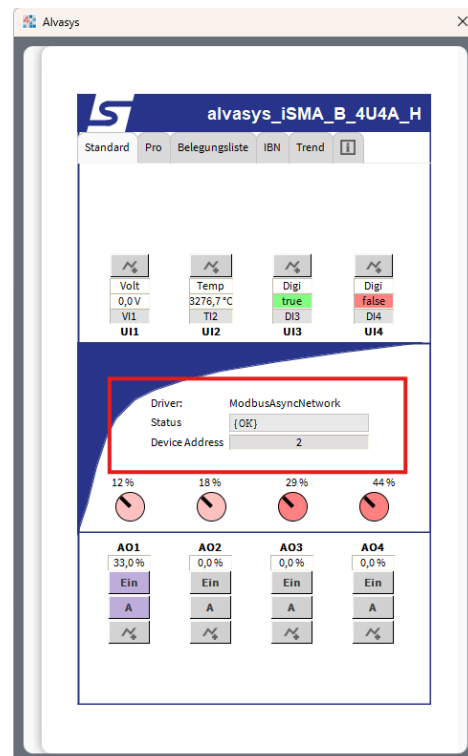 Alvasys
alvasys_iSMA_B_4U4A_H
Standard Pro Belegungsliste IBN Trend i
Volt Temp Digi Digi
0,0 V 3276,7 °C true false
VI1 TI2 DI3 DI4
UI1 UI2 UI3 UI4
Driver: ModbusAsyncNetwork
Status {OK}
Device Address 2
12 % 18 % 29 % 44 %
AO1 AO2 AO3 AO4
33,0 % 0,0 % 0,0 % 0,0 %
Ein Ein Ein Ein
A A A A